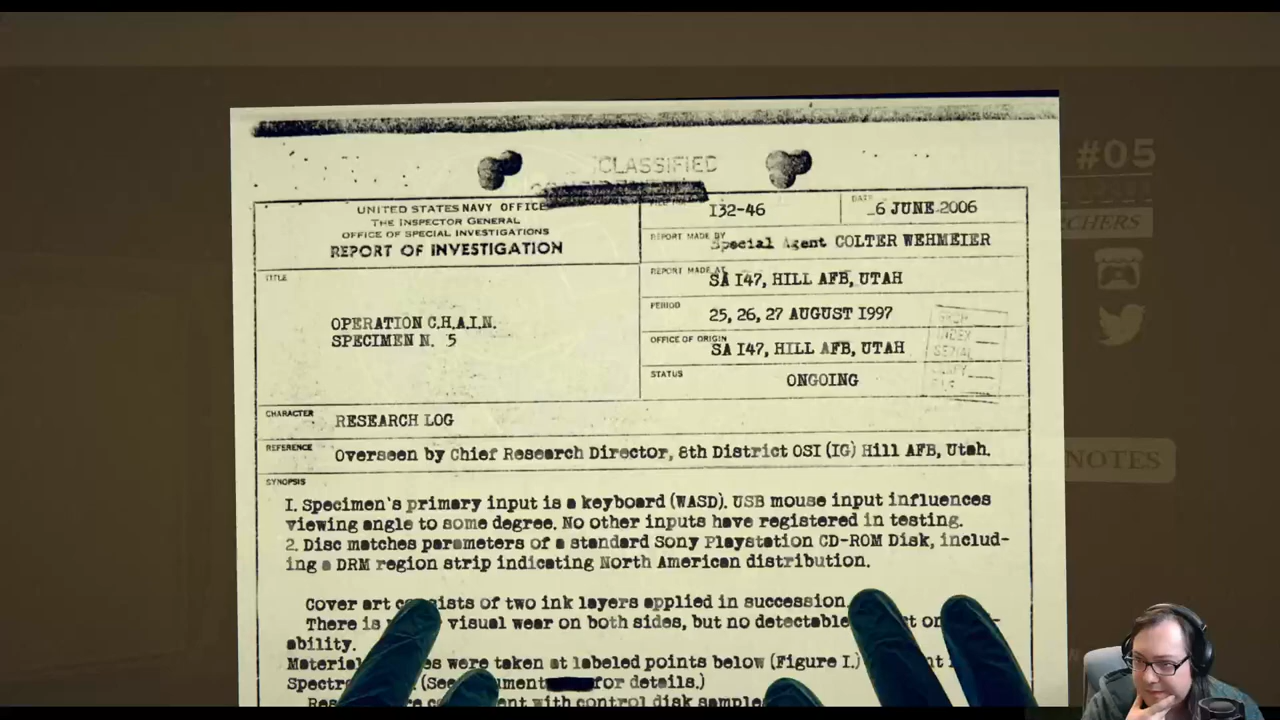 CLASSIFIED
UNITED STATES NAVY OFFICE
THE INSPECTOR GENERAL
OFFICE OF SPECIAL INVESTIGATIONS
REPORT OF INVESTIGATION
I32-46
DATE
6 JUNE 2006
REPORT MADE BY
Special Agent COLTER WEHMEIER
REPORT MADE AT
SA I47, HILL AFB, UTAH
PERIOD
25, 26, 27 AUGUST 1997
OFFICE OF ORIGIN
SA I47, HILL AFB, UTAH
STATUS
ONGOING
TITLE
OPERATION C.H.A.I.N.
SPECIMEN N. 5
CHARACTER
RESEARCH LOG
REFERENCE
Overseen by Chief Research Director, 8th District OSI (IG) Hill AFB, Utah.
SYNOPSIS
I. Specimen's primary input is a keyboard (WASD). USB mouse input influences
viewing angle to some degree. No other inputs have registered in testing.
2. Disc matches parameters of a standard Sony Playstation CD-ROM Disk, includ-
ing a DRM region strip indicating North American distribution.
Cover art consists of two ink layers applied in succession.
There is visual wear on both sides, but no detectable
ability.
Material were taken at labeled points below (Figure I.)
(See for details.)
with control disk
#05
NOTES